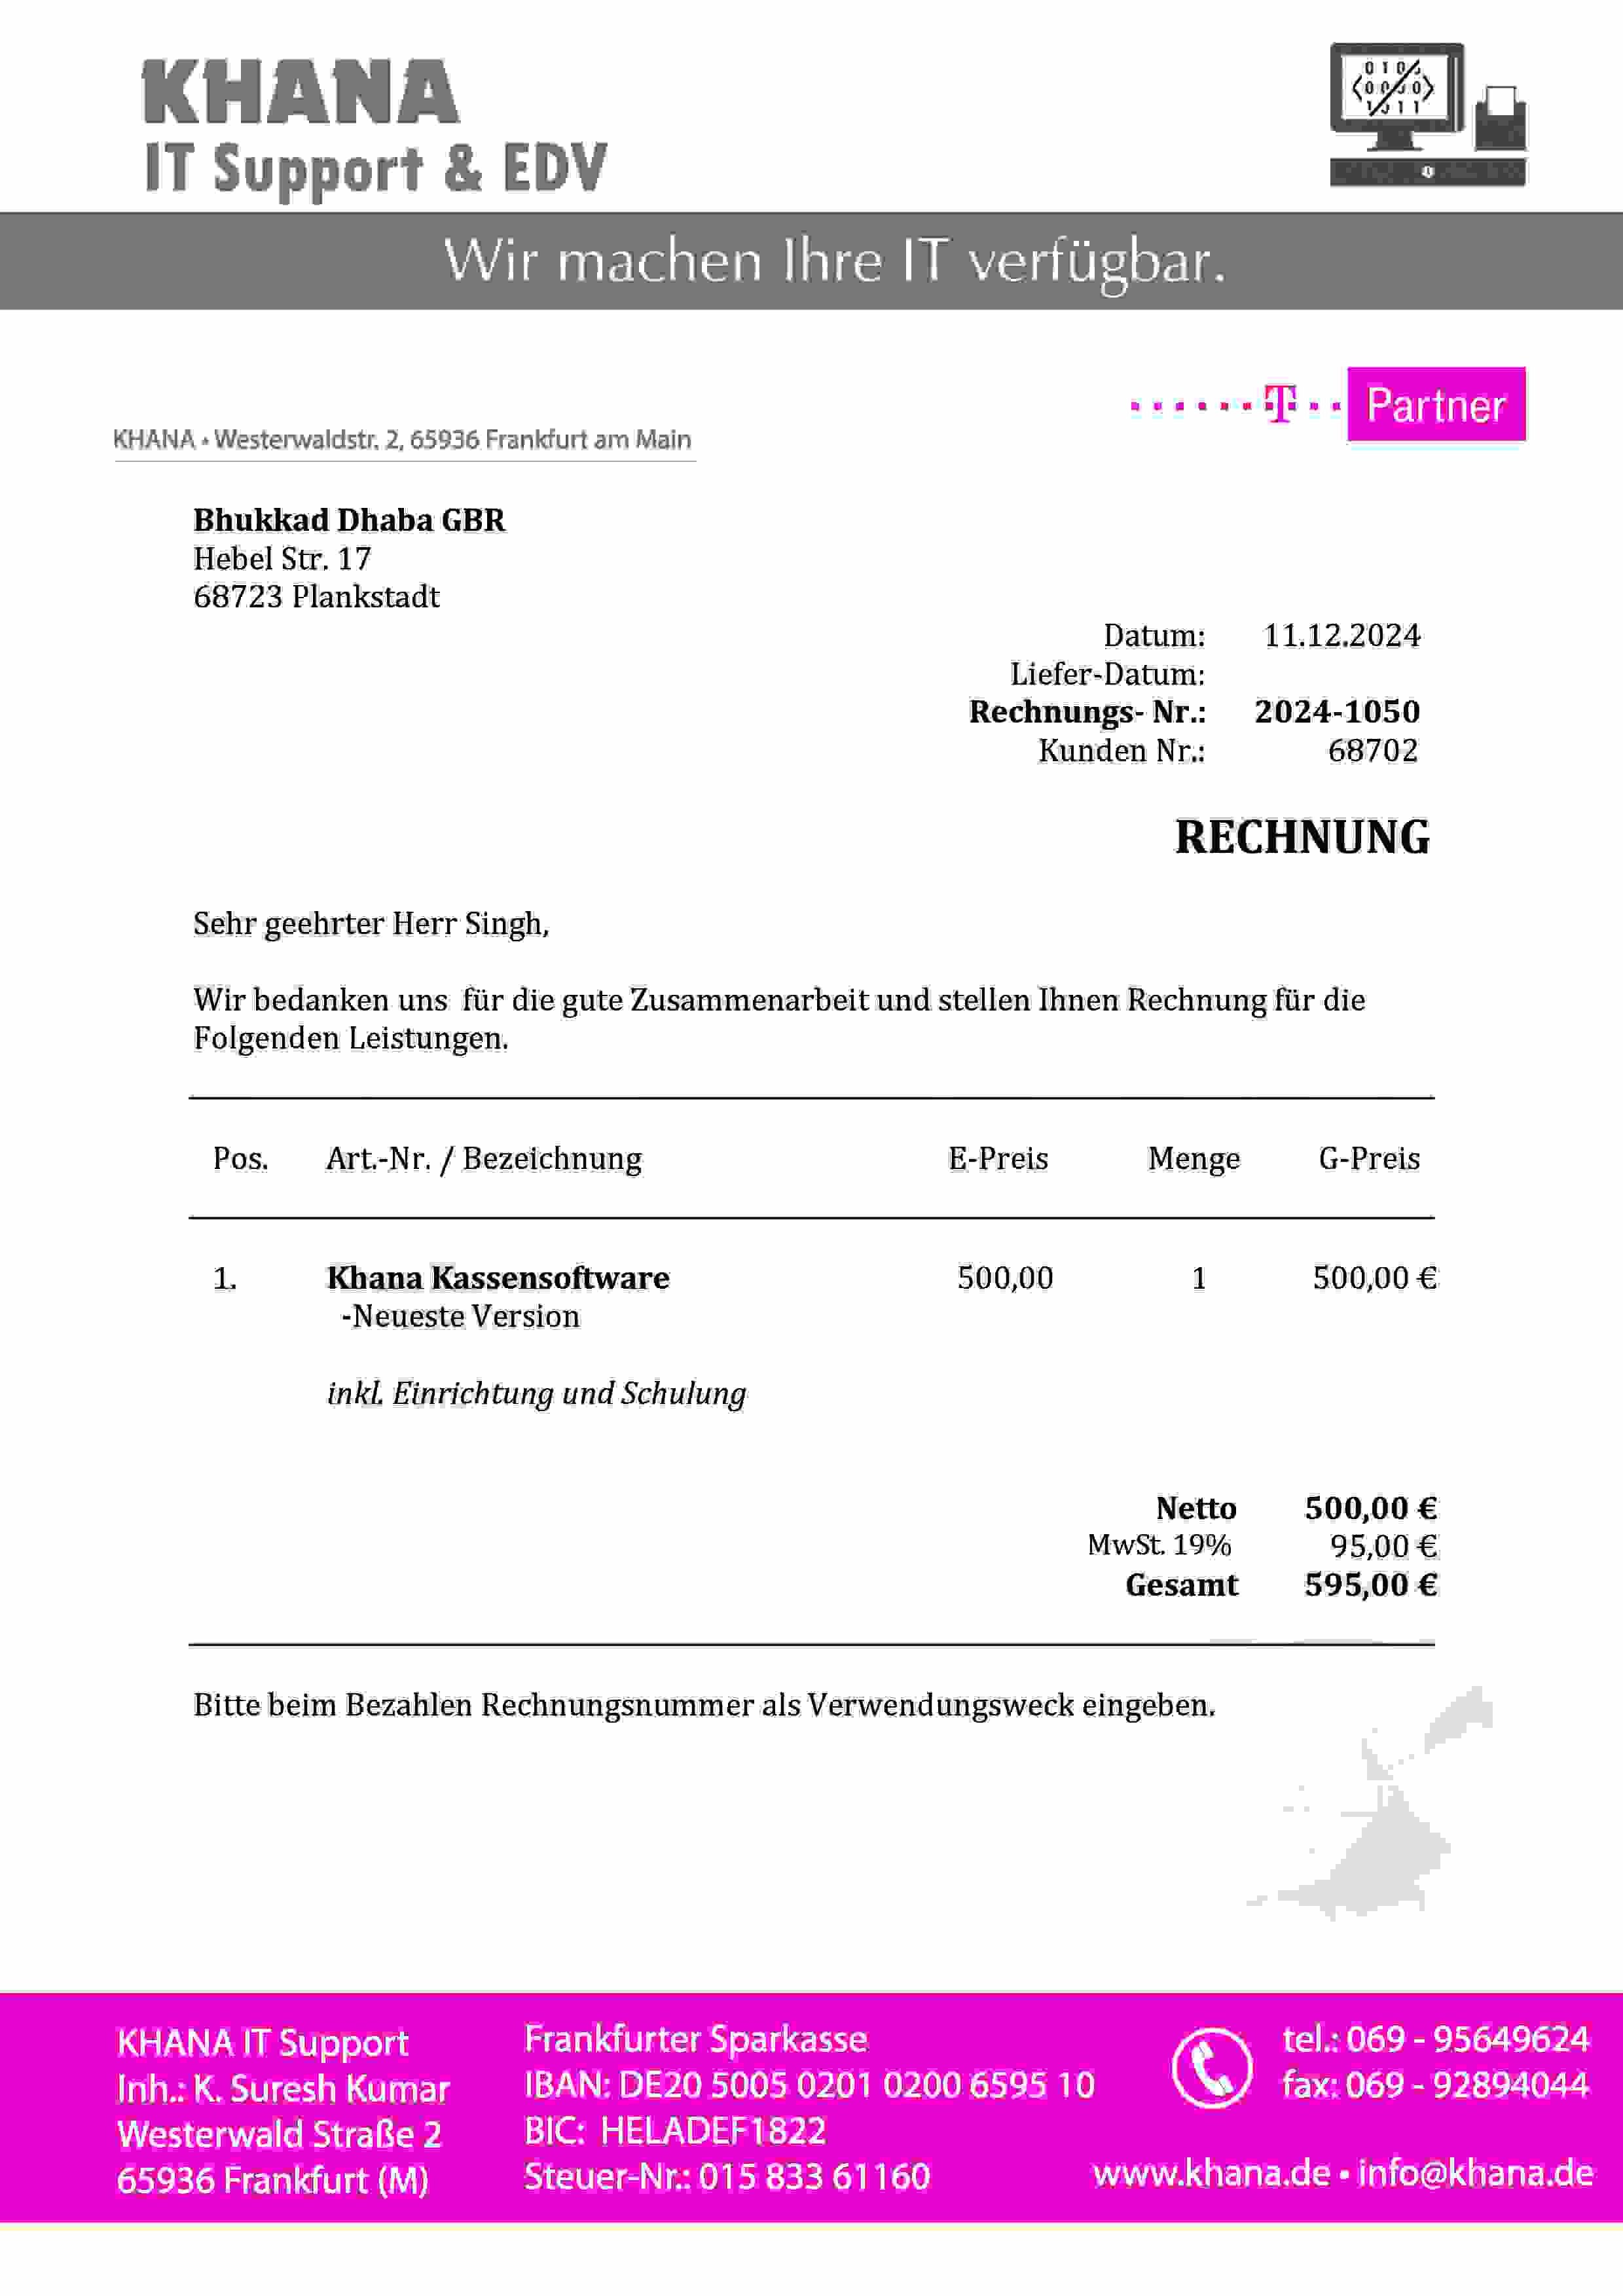 KHANA
IT Support & EDV
Wir machen Ihre IT verfügbar.
T Partner
KHANA • Westerwaldstr. 2, 65936 Frankfurt am Main
Bhukkad Dhaba GBR
Hebel Str. 17
68723 Plankstadt
Datum: 11.12.2024
Liefer-Datum:
Rechnungs- Nr.: 2024-1050
Kunden Nr.: 68702
RECHNUNG
Sehr geehrter Herr Singh,
Wir bedanken uns für die gute Zusammenarbeit und stellen Ihnen Rechnung für die
Folgenden Leistungen.
Pos. Art.-Nr. / Bezeichnung E-Preis Menge G-Preis
1. Khana Kassensoftware 500,00 1 500,00 €
-Neueste Version
inkl. Einrichtung und Schulung
Netto 500,00 €
MwSt. 19% 95,00 €
Gesamt 595,00 €
Bitte beim Bezahlen Rechnungsnummer als Verwendungsweck eingeben.
KHANA IT Support
Inh.: K. Suresh Kumar
Westerwald Straße 2
65936 Frankfurt (M)
Frankfurter Sparkasse
IBAN: DE20 5005 0201 0200 6595 10
BIC: HELADEF1822
Steuer-Nr.: 015 833 61160
tel.: 069 - 95649624
fax: 069 - 92894044
www.khana.de • info@khana.de